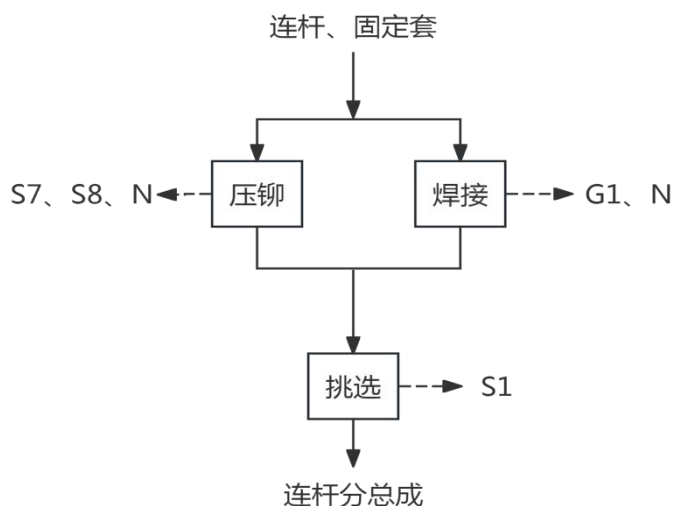 连杆、固定套
S7、S8、N
压铆
焊接
G1、N
挑选
S1
连杆分总成